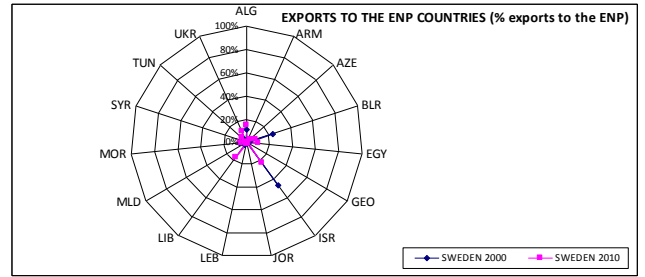 EXPORTS TO THE ENP COUNTRIES (% exports to the ENP)
ALG
ARM
AZE
BLR
EGY
GEO
ISR
JOR
LEB
LIB
MLD
MOR
SYR
TUN
UKR
100%
80%
60%
40%
20%
0%
SWEDEN 2000 SWEDEN 2010